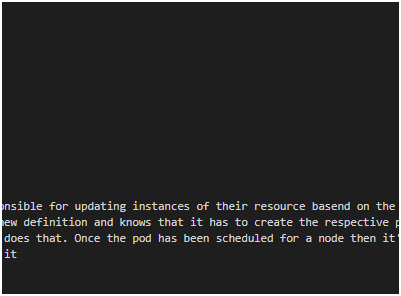 onsible for updating instances of their resource basend on the
new definition and knows that it has to create the respective p
does that. Once the pod has been scheduled for a node then it'
it